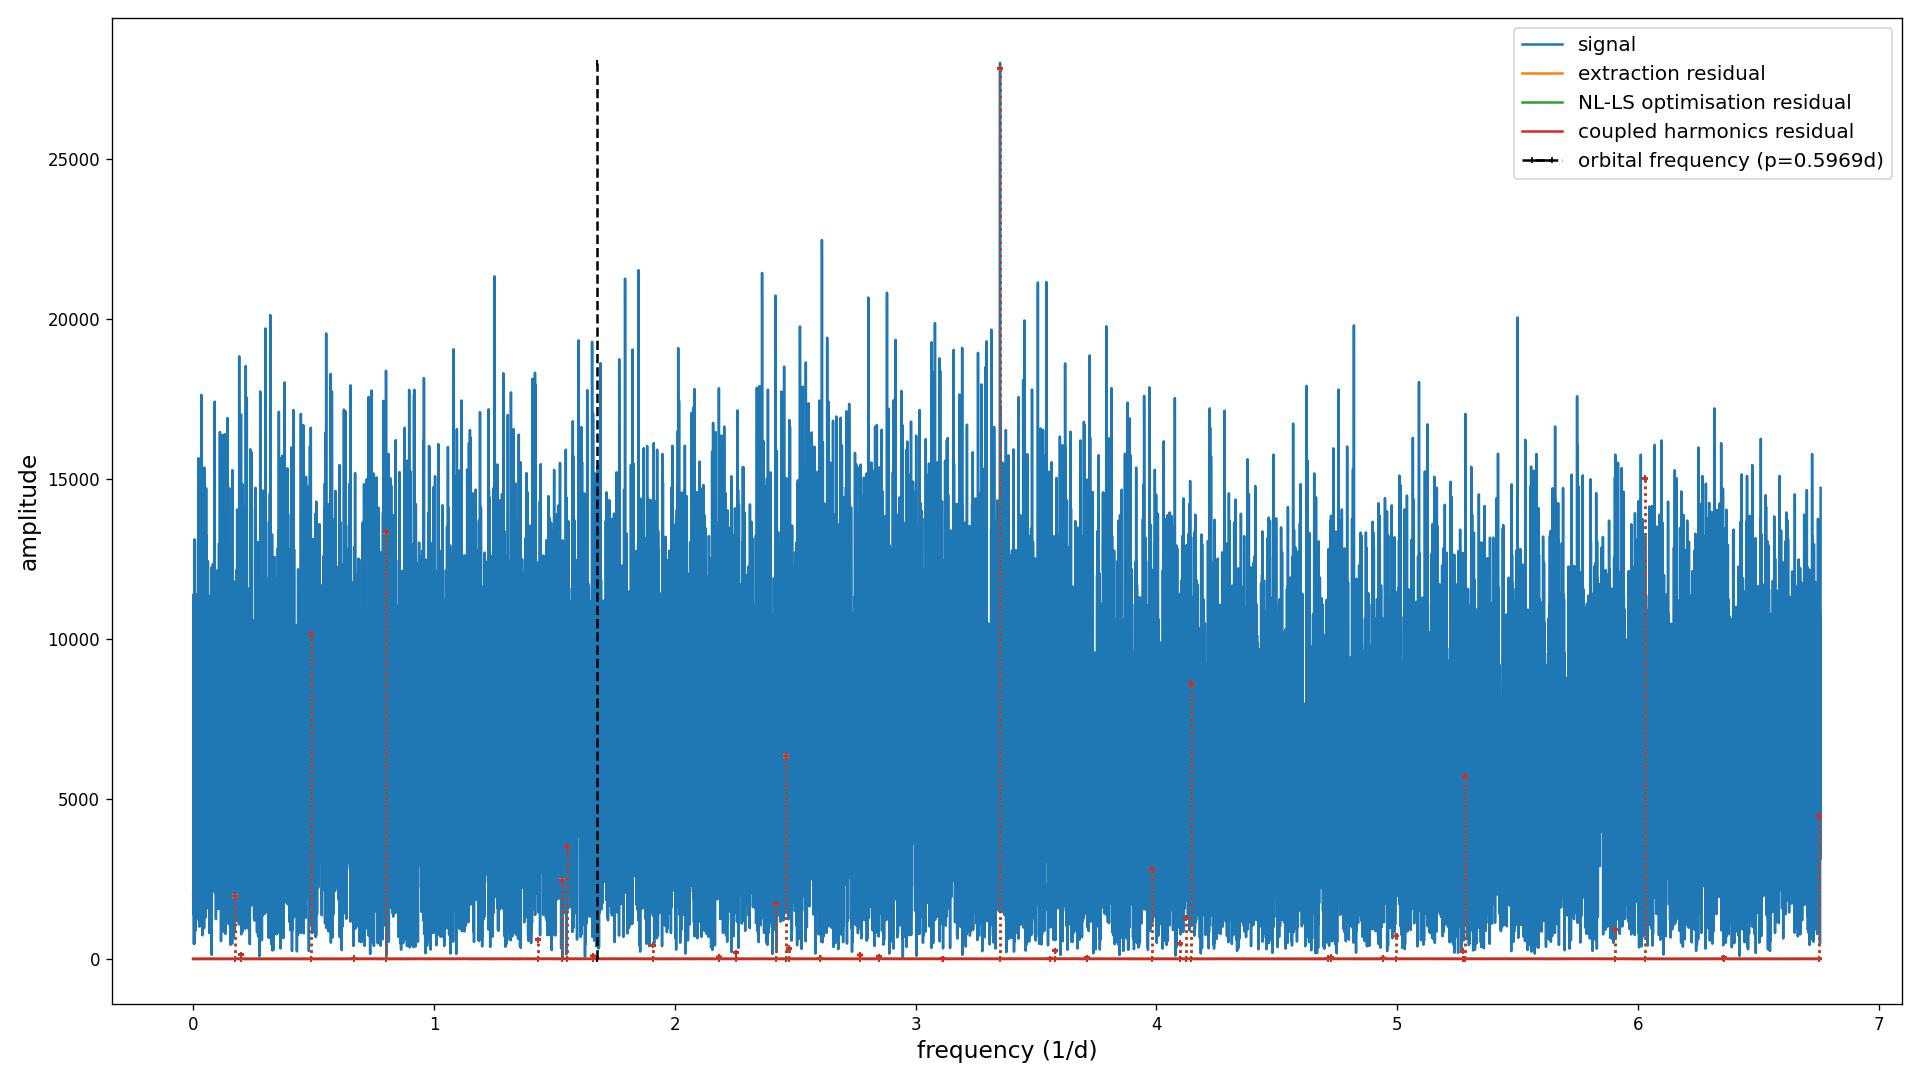 signal
extraction residual
NL-LS optimisation residual
coupled harmonics residual
orbital frequency (p=0.5969d)
amplitude
25000
20000
15000
10000
5000
0
0 1 2 3 4 5 6 7
frequency (1/d)